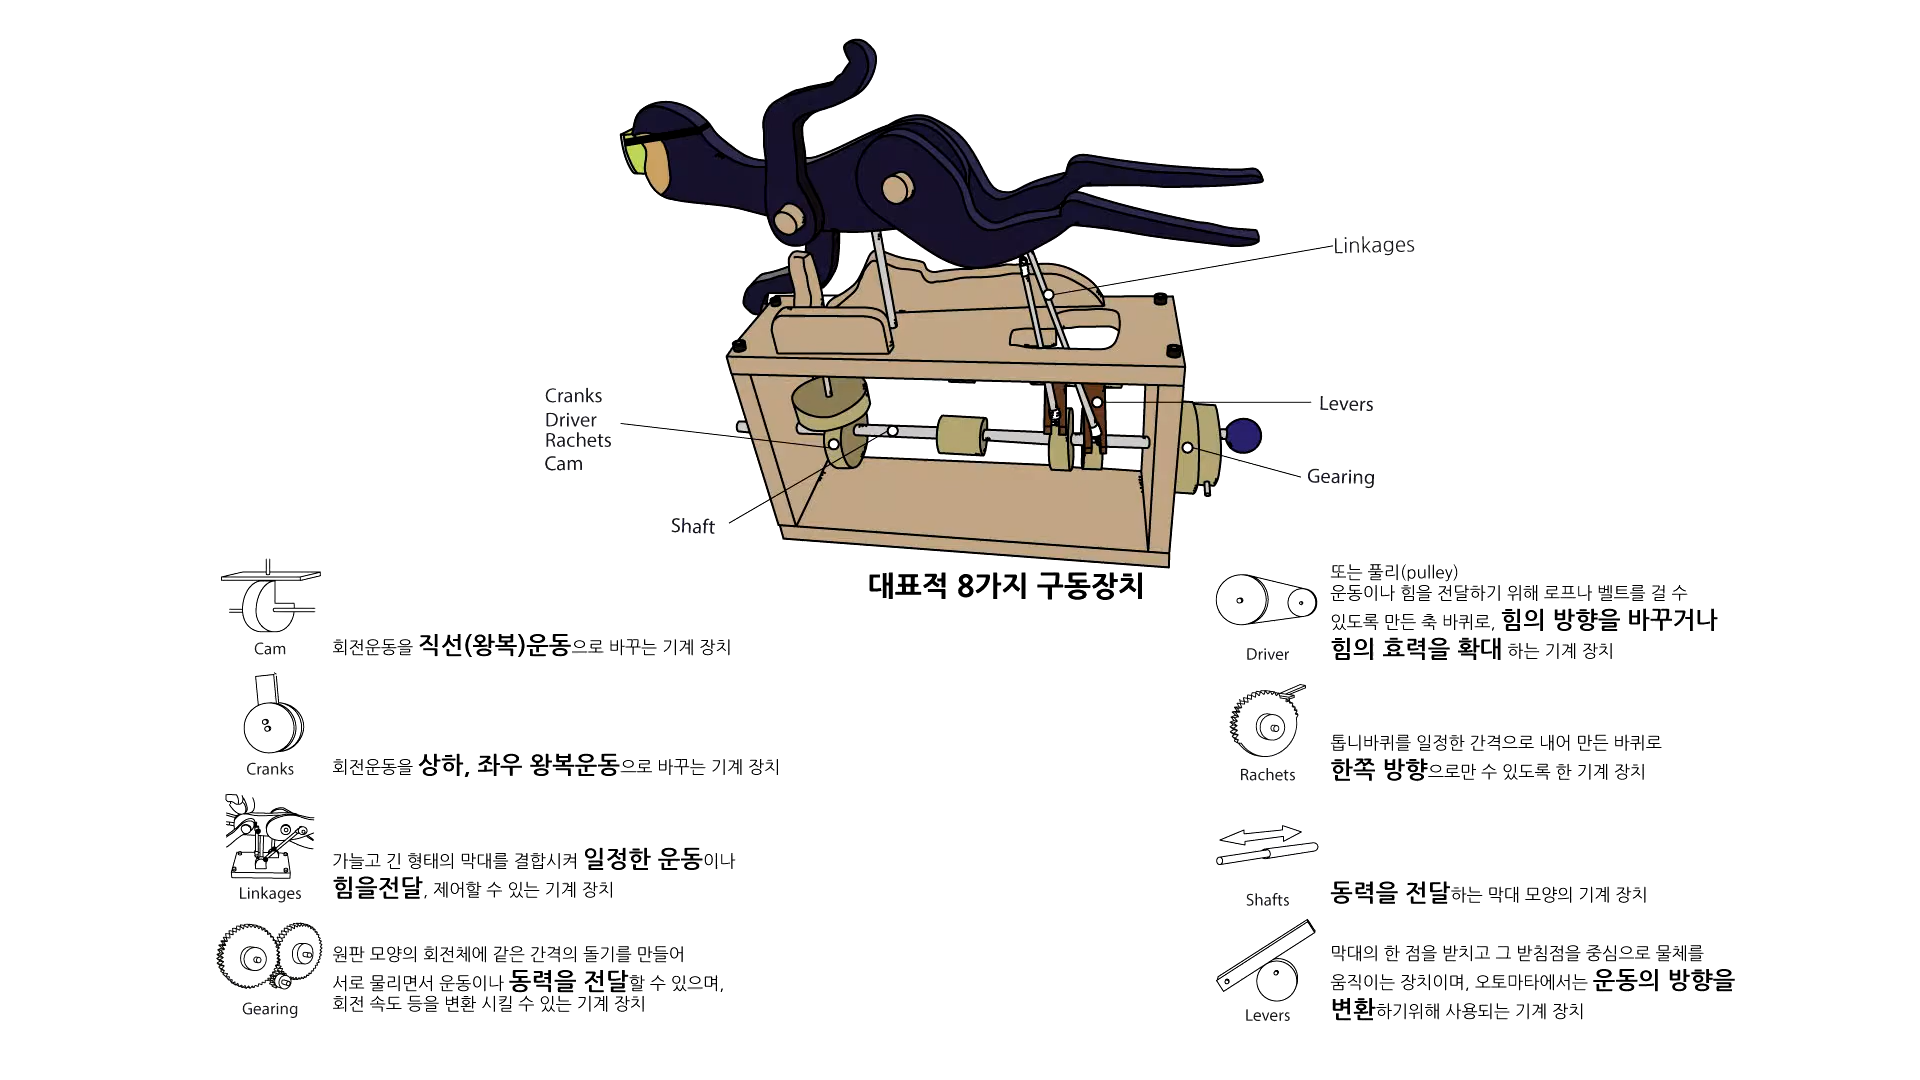 Linkages
Cranks
Driver
Rachets
Cam
Levers
Gearing
Shaft
대표적 8가지 구동장치
Cam
회전운동을 직선(왕복)운동으로 바꾸는 기계 장치
Cranks
회전운동을 상하, 좌우 왕복운동으로 바꾸는 기계 장치
Linkages
가늘고 긴 형태의 막대를 결합시켜 일정한 운동이나
힘을전달, 제어할 수 있는 기계 장치
Gearing
원판 모양의 회전체에 같은 간격의 돌기를 만들어
서로 물리면서 운동이나 동력을 전달할 수 있으며,
회전 속도 등을 변환 시킬 수 있는 기계 장치
Driver
또는 풀리(pulley)
운동이나 힘을 전달하기 위해 로프나 벨트를 걸 수
있도록 만든 축 바퀴로, 힘의 방향을 바꾸거나
힘의 효력을 확대 하는 기계 장치
Rachets
톱니바퀴를 일정한 간격으로 내어 만든 바퀴로
한쪽 방향으로만 수 있도록 한 기계 장치
Shafts
동력을 전달하는 막대 모양의 기계 장치
Levers
막대의 한 점을 받치고 그 받침점을 중심으로 물체를
움직이는 장치이며, 오토마타에서는 운동의 방향을
변환하기위해 사용되는 기계 장치